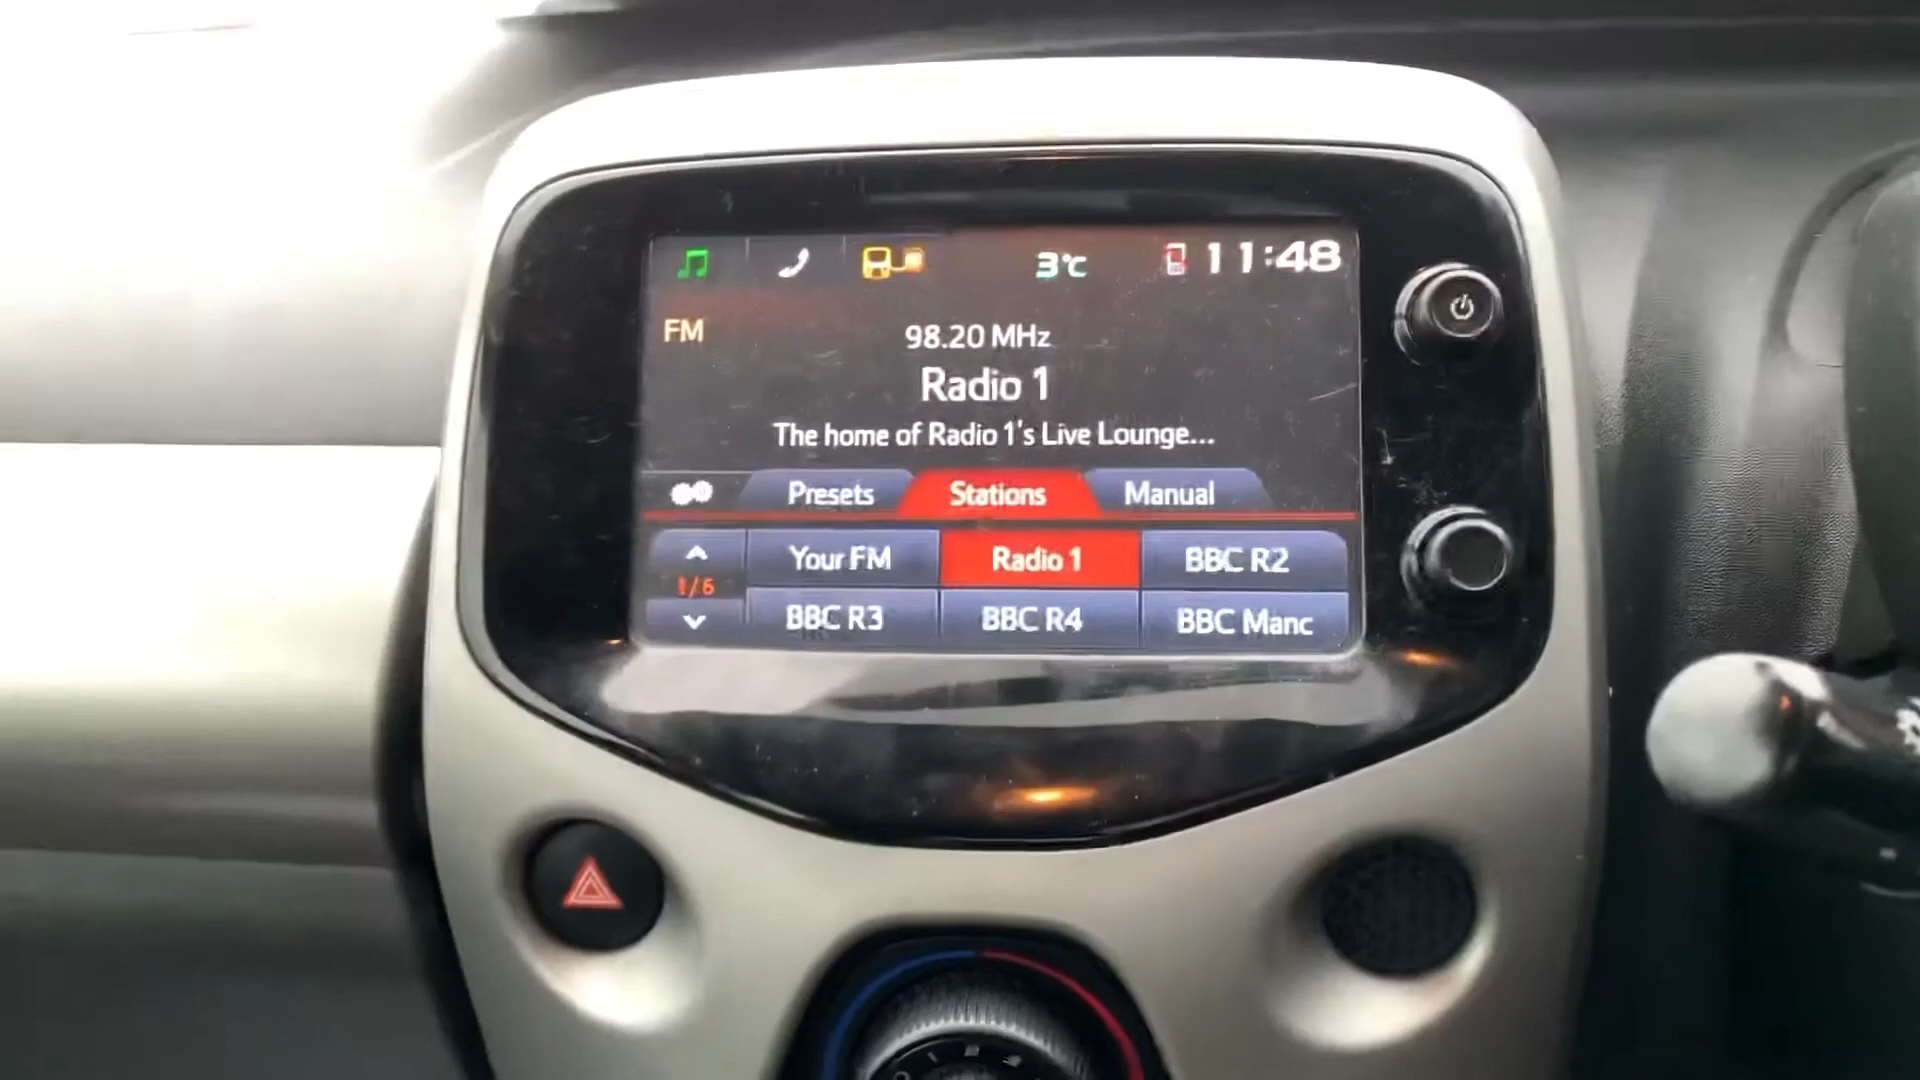 3°C 11:48
FM
98.20 MHz
Radio 1
The home of Radio 1's Live Lounge...
Presets Stations Manual
Your FM Radio 1 BBC R2
1/6
BBC R3 BBC R4 BBC Manc